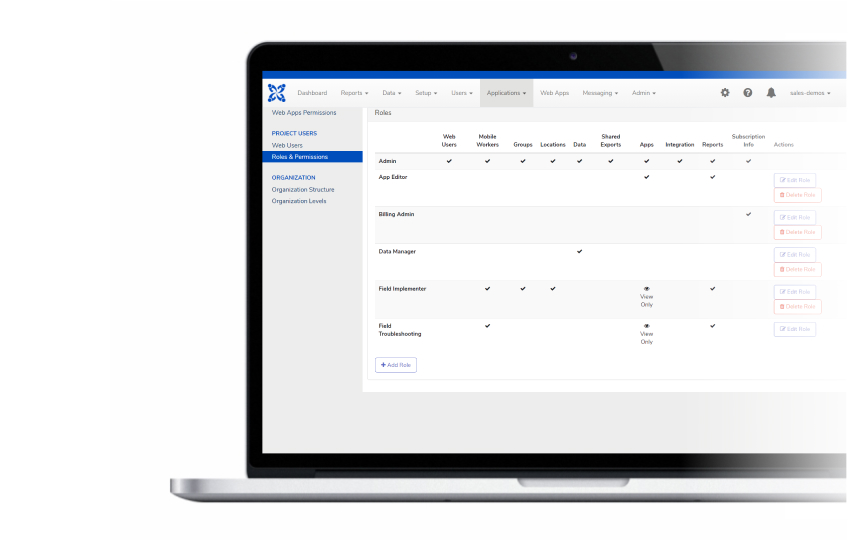 Dashboard Reports Data Setup Users Applications Web Apps Messaging Admin sales-demos
Web Apps Permissions
PROJECT USERS
Web Users
Roles & Permissions
ORGANIZATION
Organization Structure
Organization Levels
Roles
Web Users Mobile Workers Groups Locations Data Shared Exports Apps Integration Reports Subscription Info Actions
Admin
App Editor Edit Role
Delete Role
Billing Admin Edit Role
Delete Role
Data Manager Edit Role
Delete Role
Field Implementer View Only Edit Role
Delete Role
Field Troubleshooting View Only Edit Role
+ Add Role